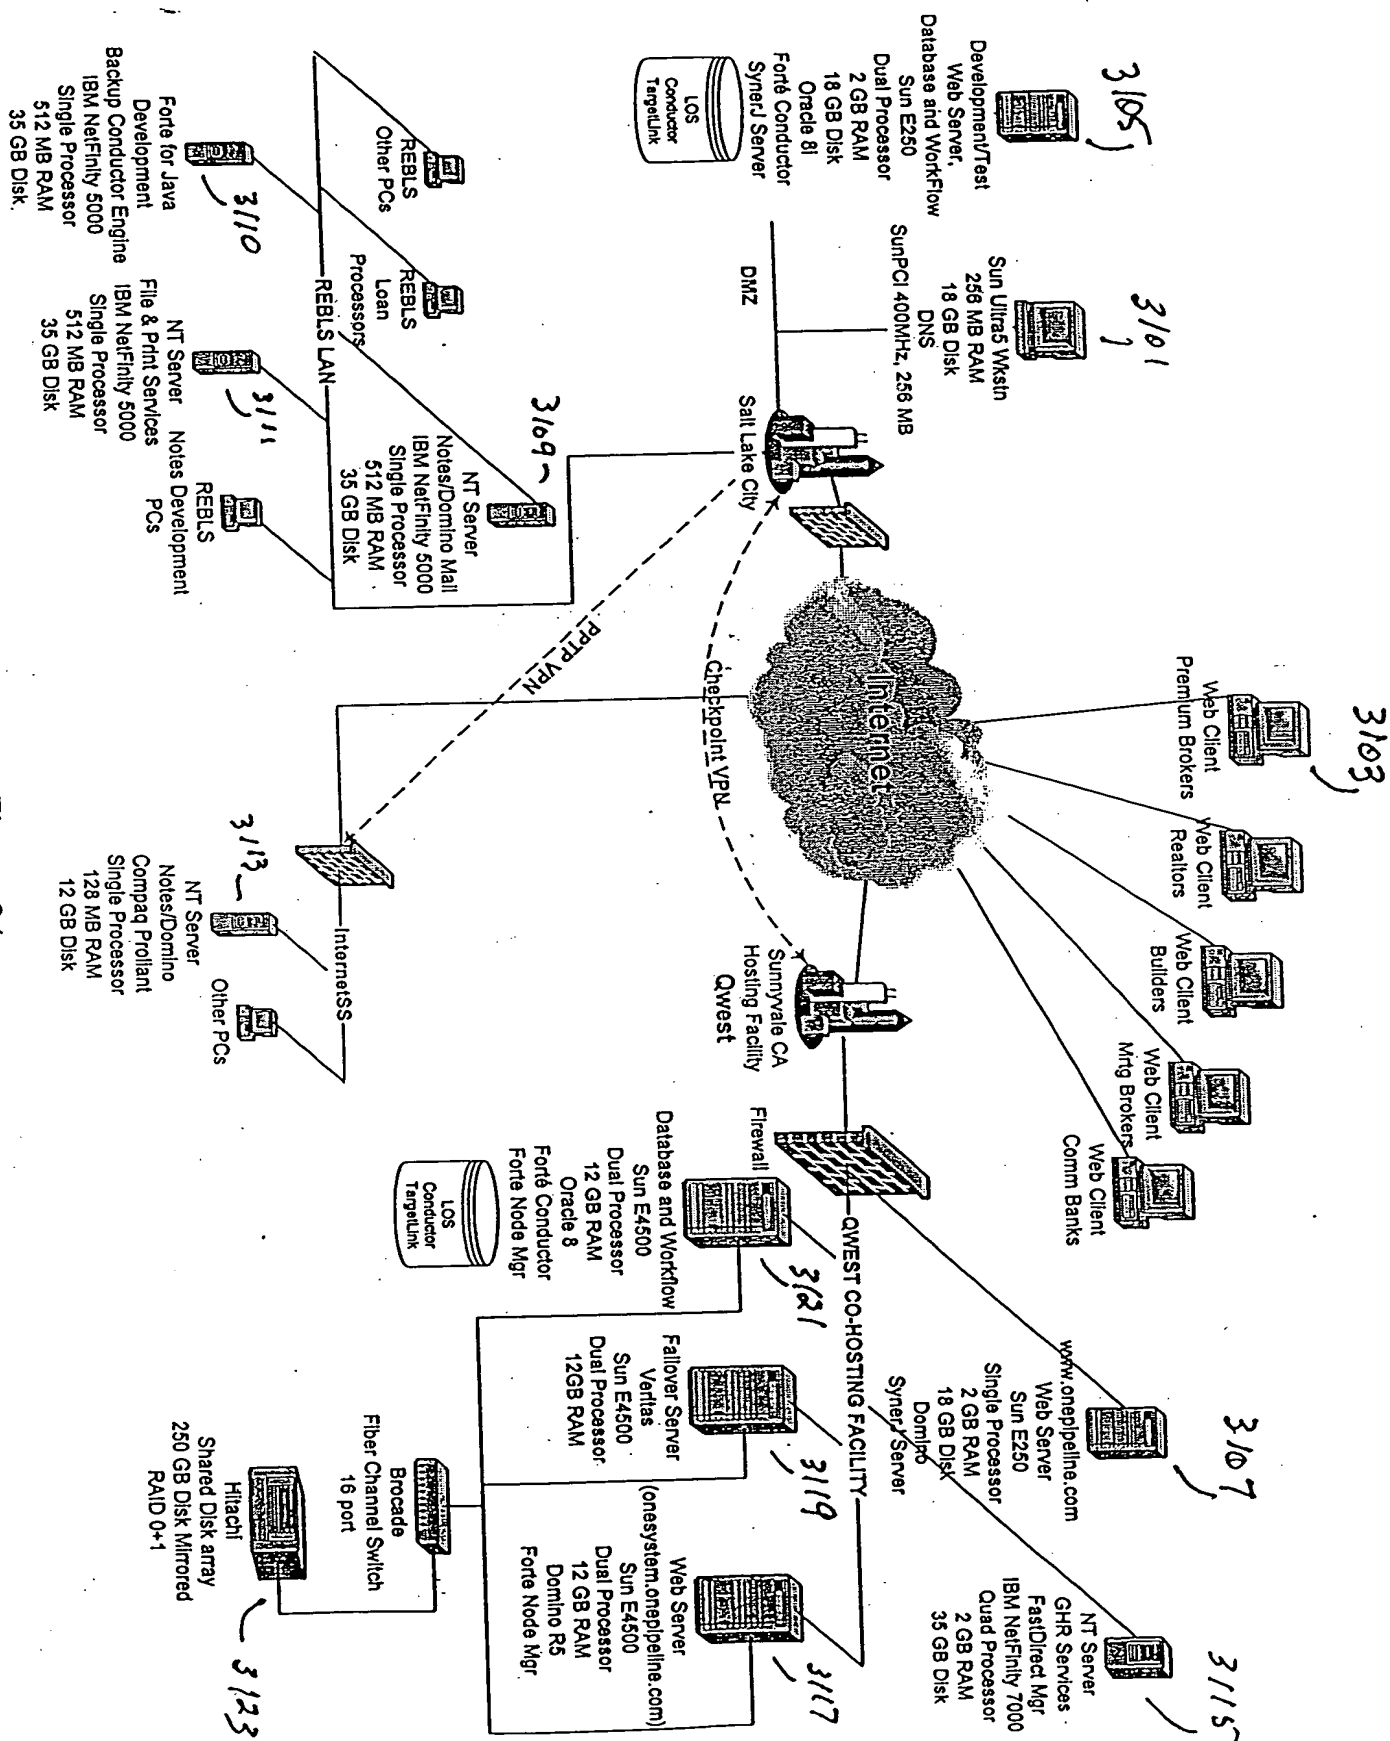 3105
Development/Test
Web Server,
Database and WorkFlow
Sun E250
Dual Processor
2 GB RAM
18 GB Disk
Oracle 8i
Forté Conductor
SynerJ Server
LOS
Conductor
TargetLink
3101
Sun Ultra5 Wkstn
256 MB RAM
18 GB Disk
DNS
SunPCI 400MHz, 256 MB
DMZ
Salt Lake City
REBLS
Other PCs
REBLS
Loan
Processors
REBLS LAN
3109
NT Server
Notes/Domino Mail
IBM NetFinity 5000
Single Processor
512 MB RAM
35 GB Disk
3110
Forte for Java
Development
Backup Conductor Engine
IBM NetFinity 5000
Single Processor
512 MB RAM
35 GB Disk.
3111
NT Server
File & Print Services
IBM NetFinity 5000
Single Processor
512 MB RAM
35 GB Disk
REBLS
Notes Development
PCs
Internet
PPTP VPN
Checkpoint VPN
3103
Web Client
Premium Brokers
Web Client
Realtors
Web Client
Builders
Web Client
Mrtg Brokers
Web Client
Comm Banks
InternetSS
3113
NT Server
Notes/Domino
Compaq Proliant
Single Processor
128 MB RAM
12 GB Disk
Other PCs
Sunnyvale CA
Hosting Facility
Qwest
Firewall
QWEST CO-HOSTING FACILITY
3107
www.onepipeline.com
Web Server
Sun E250
Single Processor
2 GB RAM
18 GB Disk
Domino
SynerJ Server
3115
NT Server
GHR Services
FastDirect Mgr
IBM NetFinity 7000
Quad Processor
2 GB RAM
35 GB Disk
3121
Database and Workflow
Sun E4500
Dual Processor
12 GB RAM
Oracle 8
Forté Conductor
Forte Node Mgr
LOS
Conductor
TargetLink
3119
Failover Server
Veritas
Sun E4500
Dual Processor
12GB RAM
3117
Web Server
(onesystem.onepipeline.com)
Sun E4500
Dual Processor
12 GB RAM
Domino R5
Forte Node Mgr
Brocade
Fiber Channel Switch
16 port
3123
Hitachi
Shared Disk array
250 GB Disk Mirrored
RAID 0+1